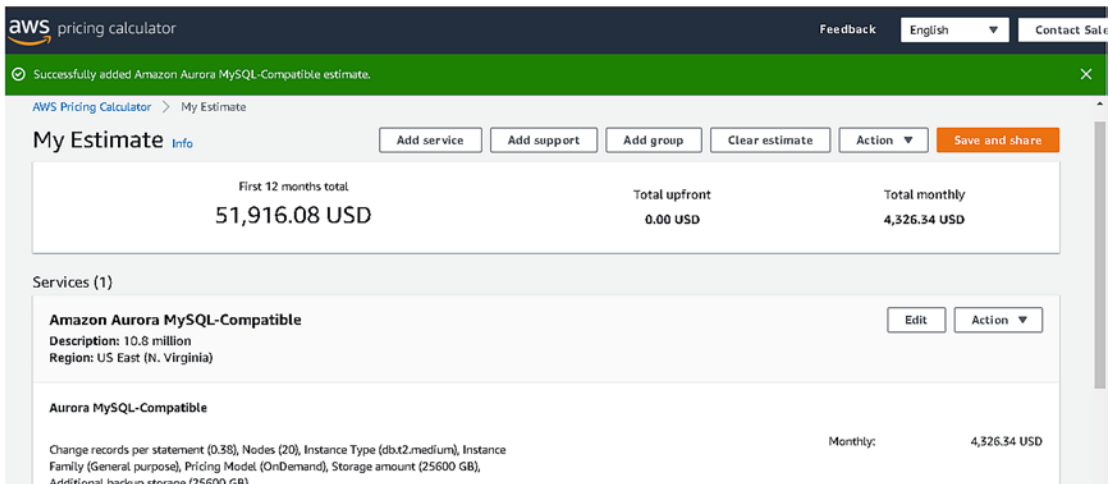 aws pricing calculator
Feedback
English
Contact Sale
Successfully added Amazon Aurora MySQL-Compatible estimate.
AWS Pricing Calculator > My Estimate
My Estimate Info
Add service
Add support
Add group
Clear estimate
Action
Save and share
First 12 months total
51,916.08 USD
Total upfront
0.00 USD
Total monthly
4,326.34 USD
Services (1)
Amazon Aurora MySQL-Compatible
Edit
Action
Description: 10.8 million
Region: US East (N. Virginia)
Aurora MySQL-Compatible
Change records per statement (0.38), Nodes (20), Instance Type (db.t2.medium), Instance
Family (General purpose), Pricing Model (OnDemand), Storage amount (25600 GB),
Additional backup storage (25600 GB)
Monthly:
4,326.34 USD